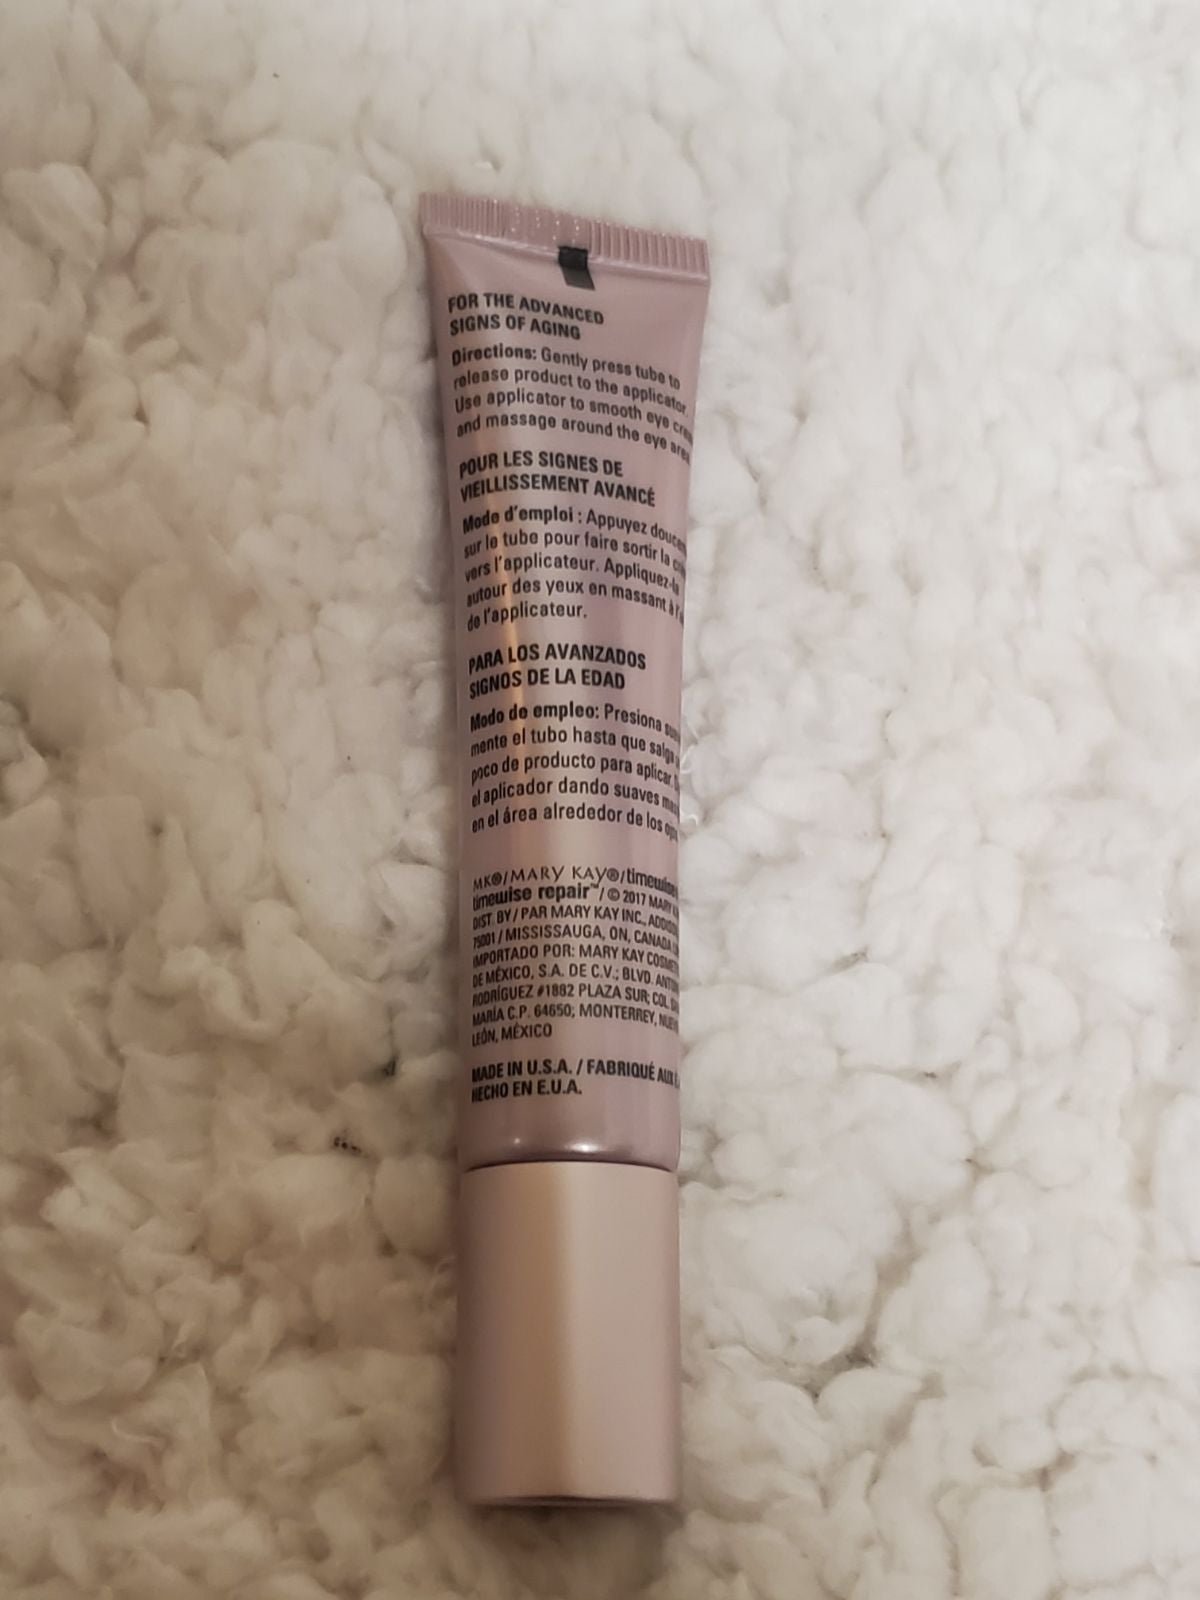 FOR THE ADVANCED
SIGNS OF AGING
Directions: Gently press tube to
release product to the applicator.
Use applicator to smooth eye
and massage around the eye
POUR LES SIGNES DE
VIEILLISSEMENT AVANCÉ
Mode d'emploi : Appuyez
sur le tube pour faire sortir la
vers l'applicateur. Appliquez-la
autour des yeux en massant à
de l'applicateur.
PARA LOS AVANZADOS
SIGNOS DE LA EDAD
Modo de empleo: Presiona
mente el tubo hasta que salga
poco de producto para aplicar.
el aplicador dando suaves
en el área alrededor de los
MK®/MARY KAY®/timewise
timewise repair™/ © 2017 MARY
DIST. BY / PAR MARY KAY INC.,
75001 / MISSISSAUGA, ON, CANADA
IMPORTADO POR: MARY KAY
DE MÉXICO, S.A. DE C.V.; BLVD.
RODRÍGUEZ #1882 PLAZA SUR; COL.
MARÍA C.P. 64650; MONTERREY,
LEÓN, MÉXICO
MADE IN U.S.A. / FABRIQUÉ AUX
HECHO EN E.U.A.